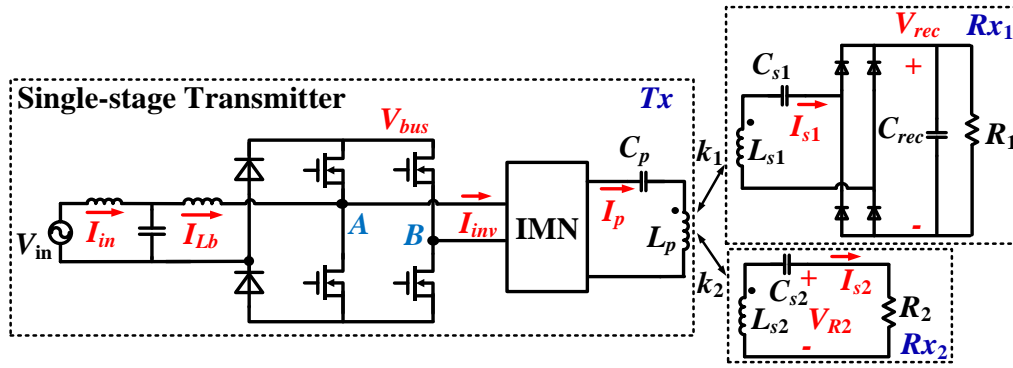 Single-stage Transmitter
Tx
V_bus
V_in
I_in
I_Lb
A
B
I_inv
IMN
C_p
I_p
L_p
k_1
k_2
V_rec
Rx_1
C_s1
I_s1
L_s1
+
C_rec
R_1
-
C_s2
+
I_s2
L_s2
V_R2
R_2
-
Rx_2